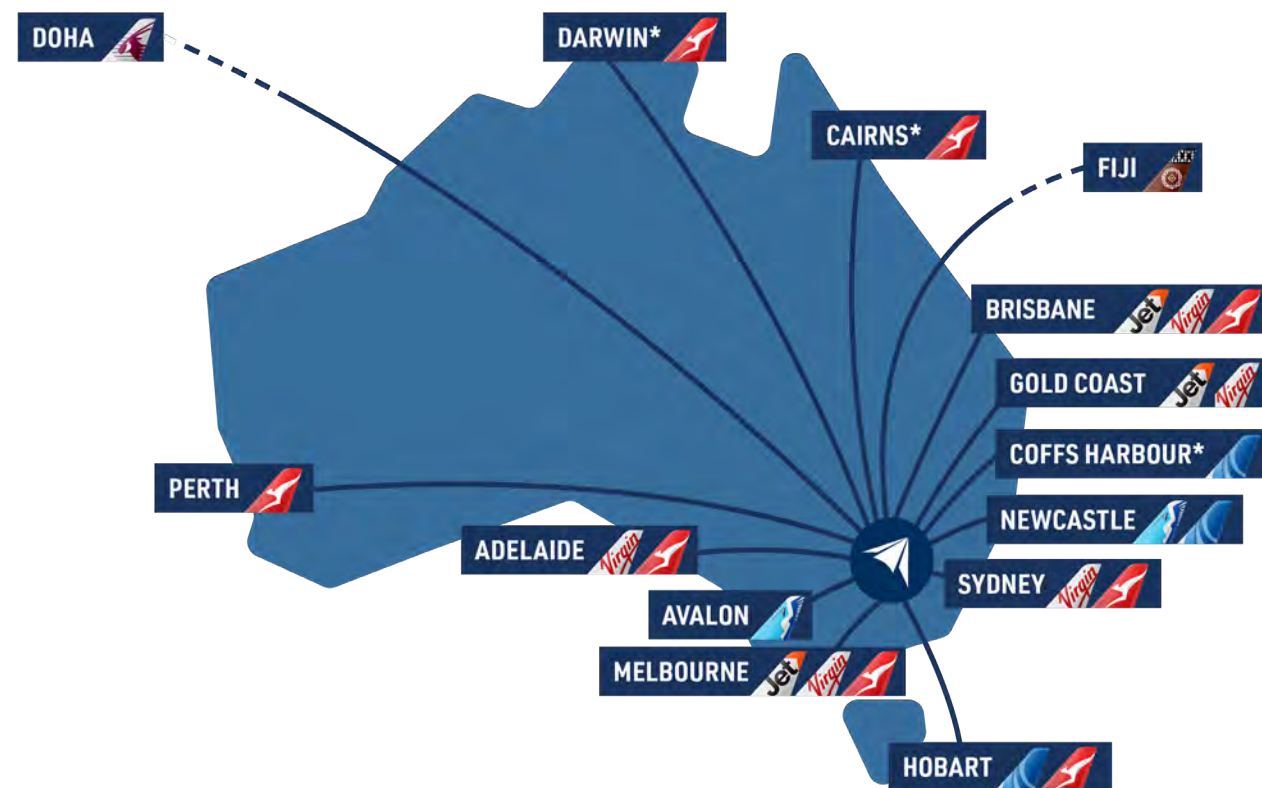 DOHA
DARWIN*
CAIRNS*
FIJI
BRISBANE Jet Virgin
GOLD COAST Jet Virgin
COFFS HARBOUR*
PERTH
NEWCASTLE
ADELAIDE Virgin
SYDNEY Virgin
AVALON
MELBOURNE Jet Virgin
HOBART